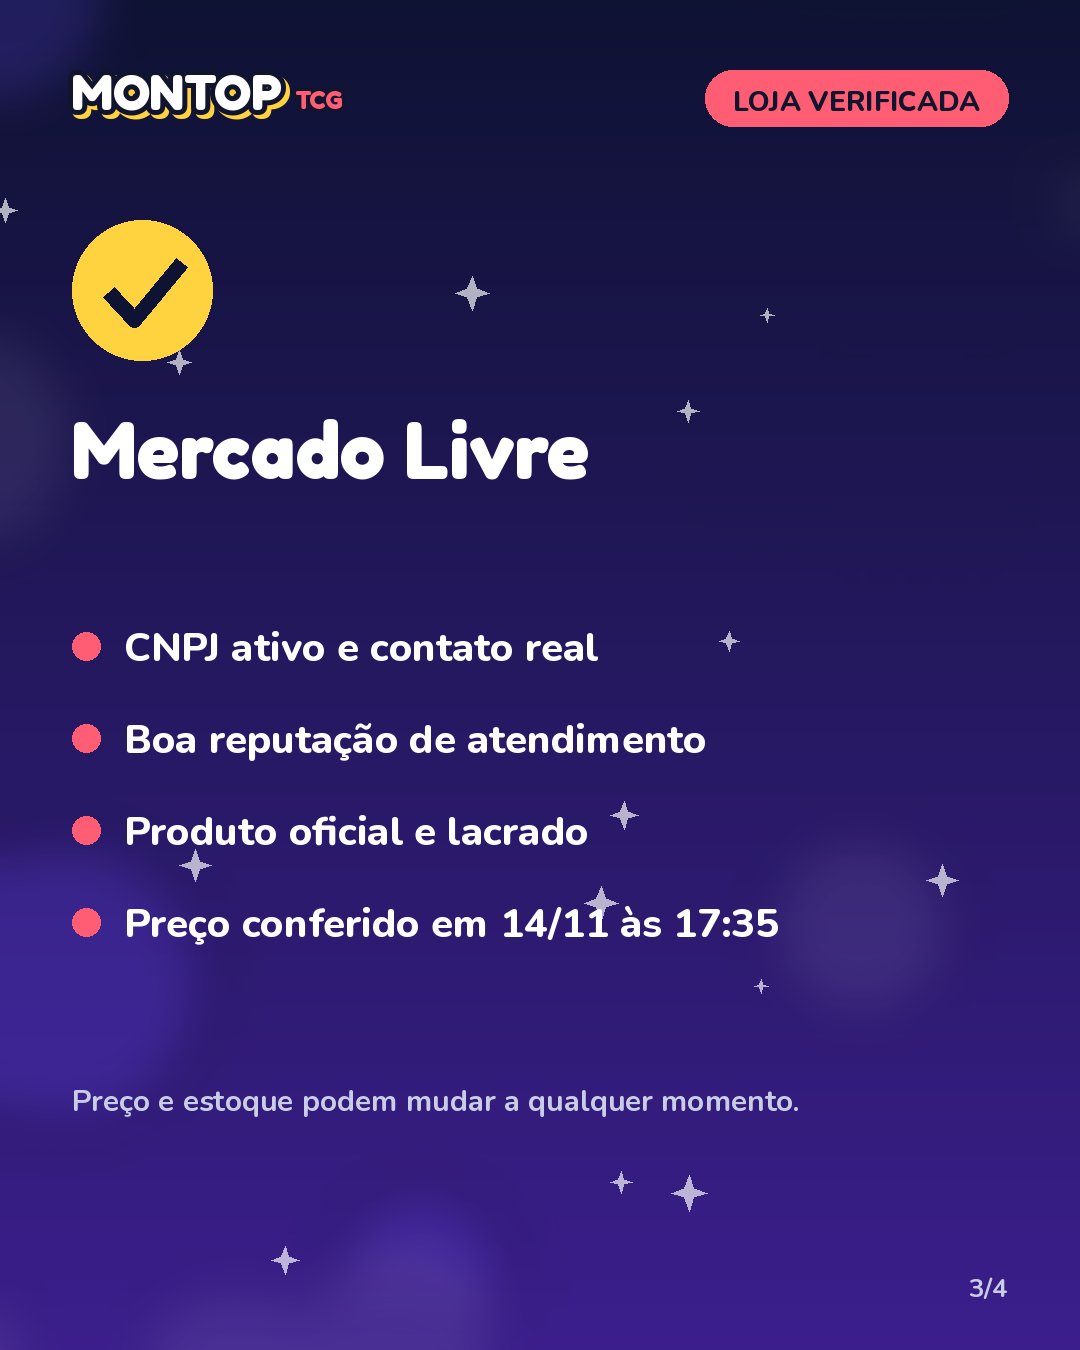 MONTOP TCG
LOJA VERIFICADA
Mercado Livre
CNPJ ativo e contato real
Boa reputação de atendimento
Produto oficial e lacrado
Preço conferido em 14/11 às 17:35
Preço e estoque podem mudar a qualquer momento.
3/4